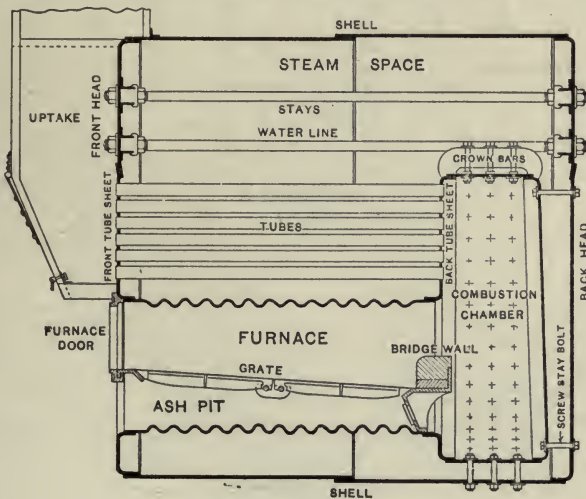 SHELL
STEAM SPACE
UPTAKE
FRONT HEAD
STAYS
WATER LINE
CROWN BARS
FRONT TUBE SHEET
TUBES
BACK TUBE SHEET
BACK HEAD
COMBUSTION
CHAMBER
FURNACE
DOOR
FURNACE
BRIDGE WALL
GRATE
SCREW STAY BOLT
ASH PIT
SHELL